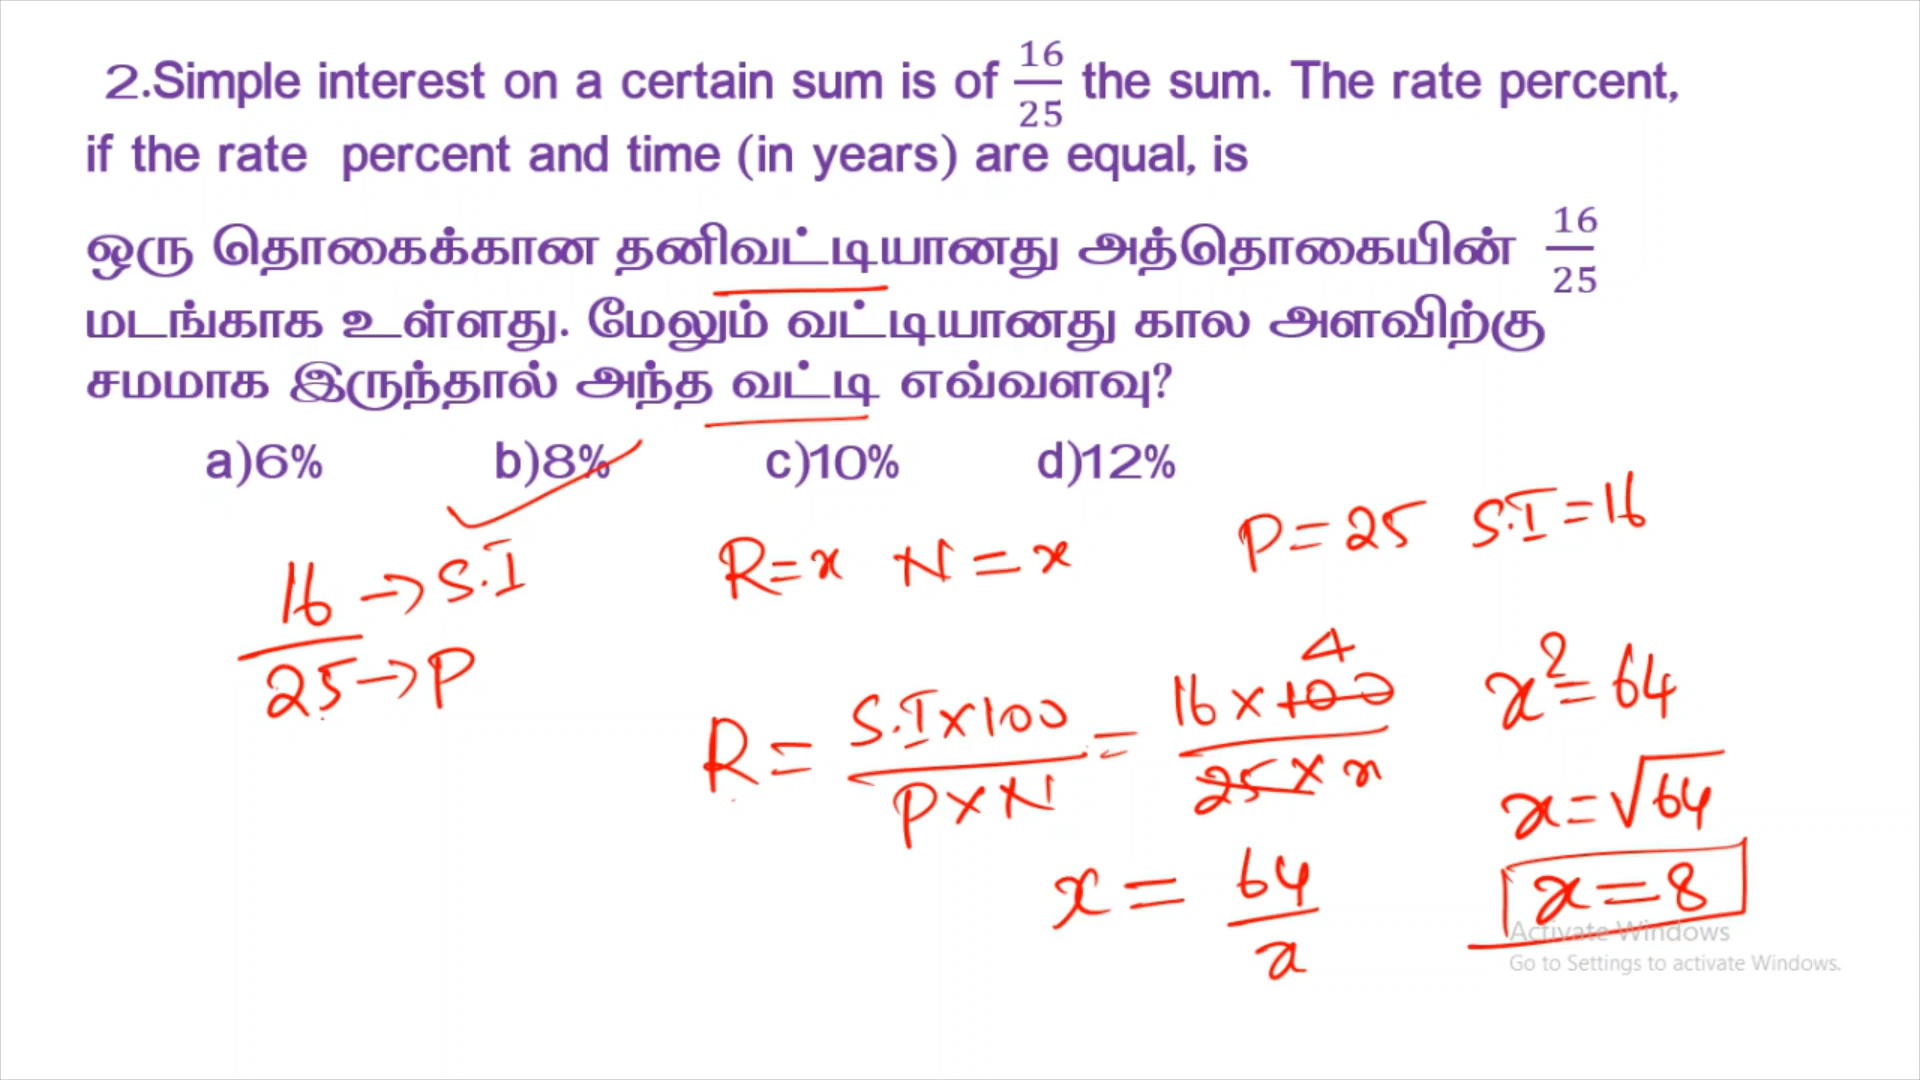 2.Simple interest on a certain sum is of 16/25 the sum. The rate percent,
if the rate percent and time (in years) are equal, is
ஒரு தொகைக்கான தனிவட்டியானது அத்தொகையின் 16/25
மடங்காக உள்ளது. மேலும் வட்டியானது கால அளவிற்கு
சமமாக இருந்தால் அந்த வட்டி எவ்வளவு?
a)6% b)8% c)10% d)12%
16 → S.I
25 → P
R = x N = x
P = 25 S.I = 16
R = S.I × 100 / P × N = 16 × 100 / 25 × x
4
x = 64 / x
x² = 64
x = √64
x = 8
Activate Windows
Go to Settings to activate Windows.